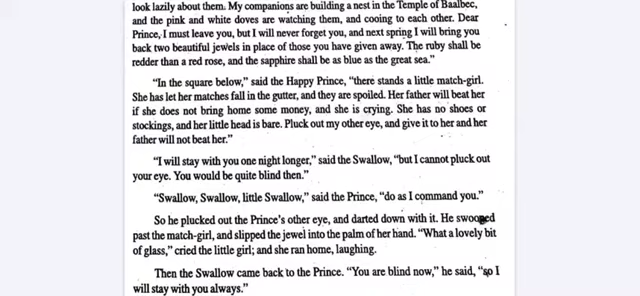 look lazily about them. My companions are building a nest in the Temple of Baalbec,
and the pink and white doves are watching them, and cooing to each other. Dear
Prince, I must leave you, but I will never forget you, and next spring I will bring you
back two beautiful jewels in place of those you have given away. The ruby shall be
redder than a red rose, and the sapphire shall be as blue as the great sea.”
“In the square below,” said the Happy Prince, “there stands a little match-girl.
She has let her matches fall in the gutter, and they are spoiled. Her father will beat her
if she does not bring home some money, and she is crying. She has no shoes or
stockings, and her little head is bare. Pluck out my other eye, and give it to her and her
father will not beat her.”
“I will stay with you one night longer,” said the Swallow, “but I cannot pluck out
your eye. You would be quite blind then.”
“Swallow, Swallow, little Swallow,” said the Prince, “do as I command you.”
So he plucked out the Prince’s other eye, and darted down with it. He swooped
past the match-girl, and slipped the jewel into the palm of her hand. “What a lovely bit
of glass,” cried the little girl; and she ran home, laughing.
Then the Swallow came back to the Prince. “You are blind now,” he said, “so I
will stay with you always.”